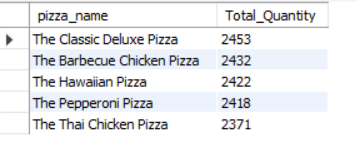 pizza_name Total_Quantity
The Classic Deluxe Pizza 2453
The Barbecue Chicken Pizza 2432
The Hawaiian Pizza 2422
The Pepperoni Pizza 2418
The Thai Chicken Pizza 2371